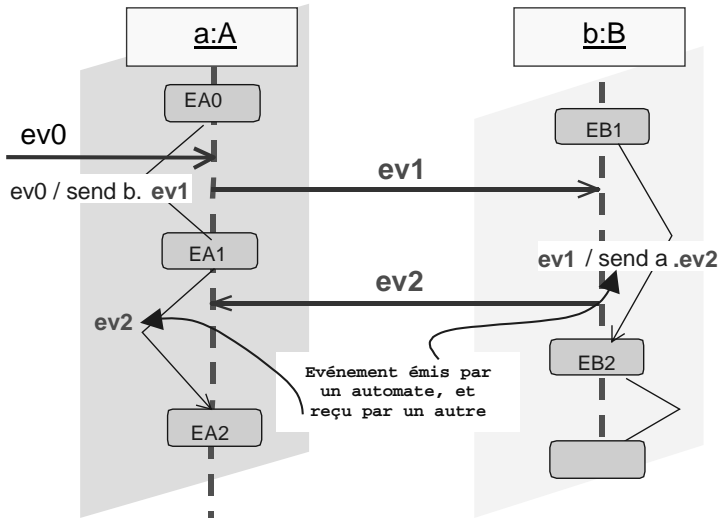 a:A
b:B
EA0
EB1
ev0
ev1
ev0 / send b. ev1
EA1
ev1 / send a .ev2
ev2
ev2
EB2
Evénement émis par
un automate, et
reçu par un autre
EA2